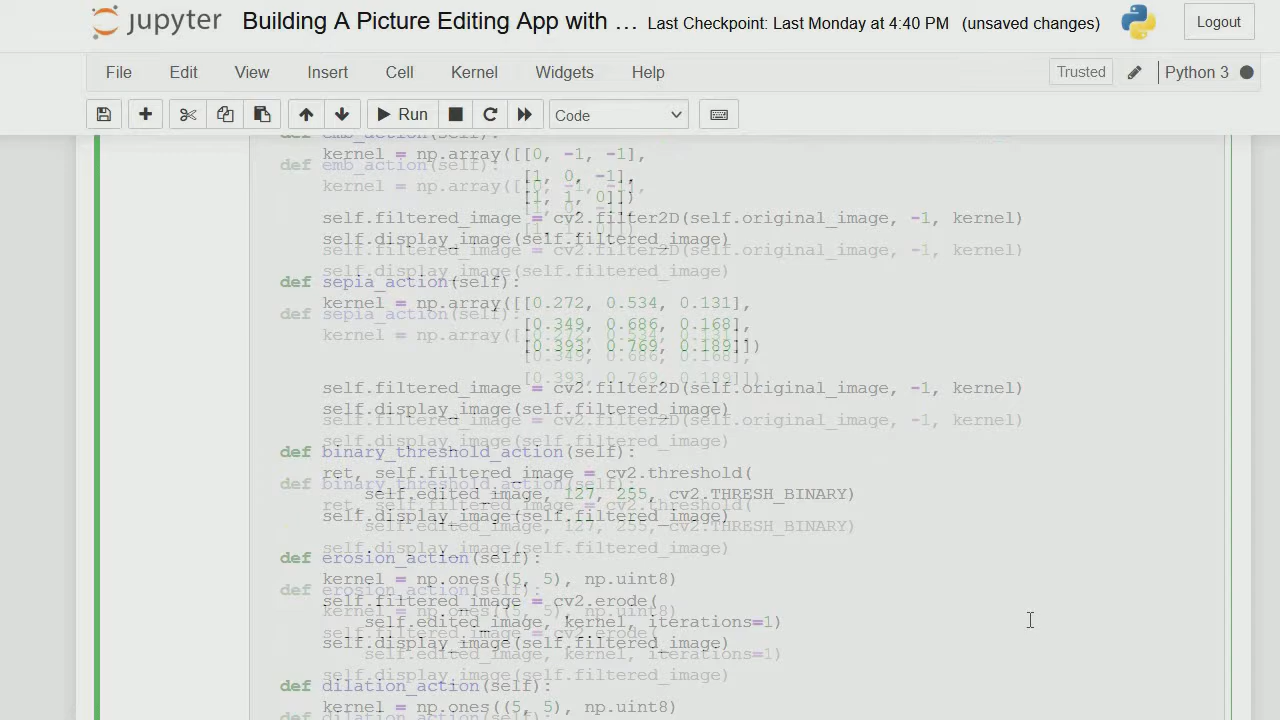 jupyter Building A Picture Editing App with ... Last Checkpoint: Last Monday at 4:40 PM (unsaved changes) Logout
File Edit View Insert Cell Kernel Widgets Help Trusted Python 3
Run Code
def emb_action(self):
kernel = np.array([[0, -1, -1],
[1, 0, -1],
[1, 1, 0]])
self.filtered_image = cv2.filter2D(self.original_image, -1, kernel)
self.display_image(self.filtered_image)
def sepia_action(self):
kernel = np.array([[0.272, 0.534, 0.131],
[0.349, 0.686, 0.168],
[0.393, 0.769, 0.189]])
self.filtered_image = cv2.filter2D(self.original_image, -1, kernel)
self.display_image(self.filtered_image)
def binary_threshold_action(self):
ret, self.filtered_image = cv2.threshold(
self.edited_image, 127, 255, cv2.THRESH_BINARY)
self.display_image(self.filtered_image)
def erosion_action(self):
kernel = np.ones((5, 5), np.uint8)
self.filtered_image = cv2.erode(
self.edited_image, kernel, iterations=1)
self.display_image(self.filtered_image)
def dilation_action(self):
kernel = np.ones((5, 5), np.uint8)